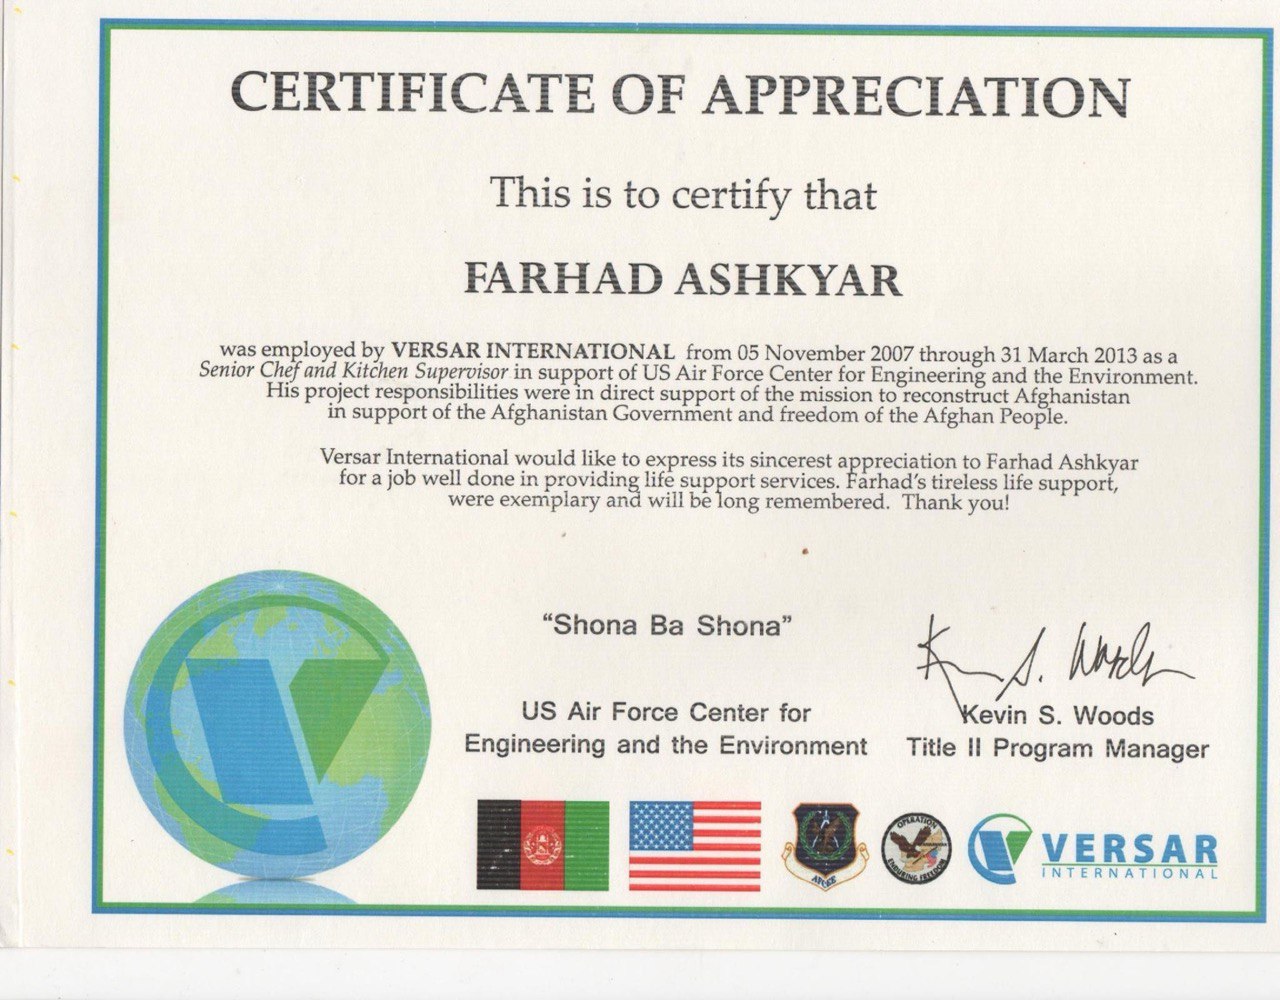 CERTIFICATE OF APPRECIATION
This is to certify that
FARHAD ASHKYAR
was employed by VERSAR INTERNATIONAL from 05 November 2007 through 31 March 2013 as a
Senior Chef and Kitchen Supervisor in support of US Air Force Center for Engineering and the Environment.
His project responsibilities were in direct support of the mission to reconstruct Afghanistan
in support of the Afghanistan Government and freedom of the Afghan People.
Versar International would like to express its sincerest appreciation to Farhad Ashkyar
for a job well done in providing life support services. Farhad's tireless life support,
were exemplary and will be long remembered. Thank you!
“Shona Ba Shona”
US Air Force Center for
Engineering and the Environment
K S. Woods
Kevin S. Woods
Title II Program Manager
AFCEE
OPERATION
ENDURING FREEDOM
VERSAR
INTERNATIONAL